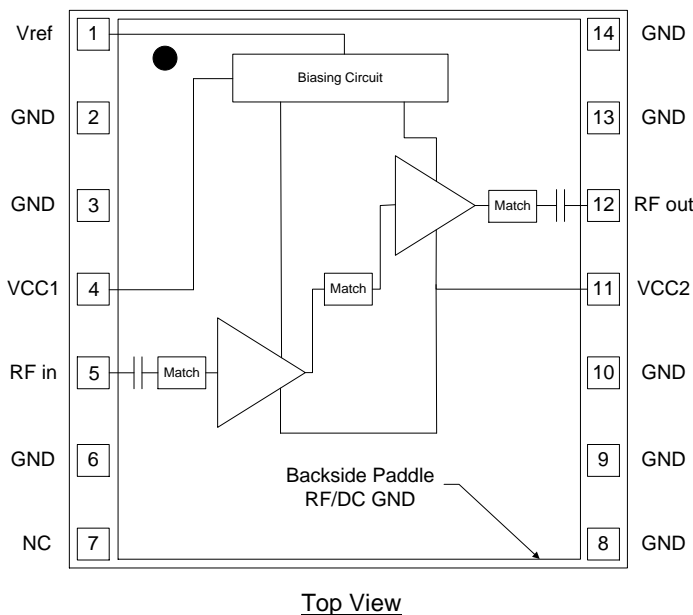 Vref 1 14 GND
Biasing Circuit
GND 2 13 GND
GND 3 Match 12 RF out
VCC1 4 Match 11 VCC2
RF in 5 Match 10 GND
GND 6 9 GND
Backside Paddle
RF/DC GND
NC 7 8 GND
Top View